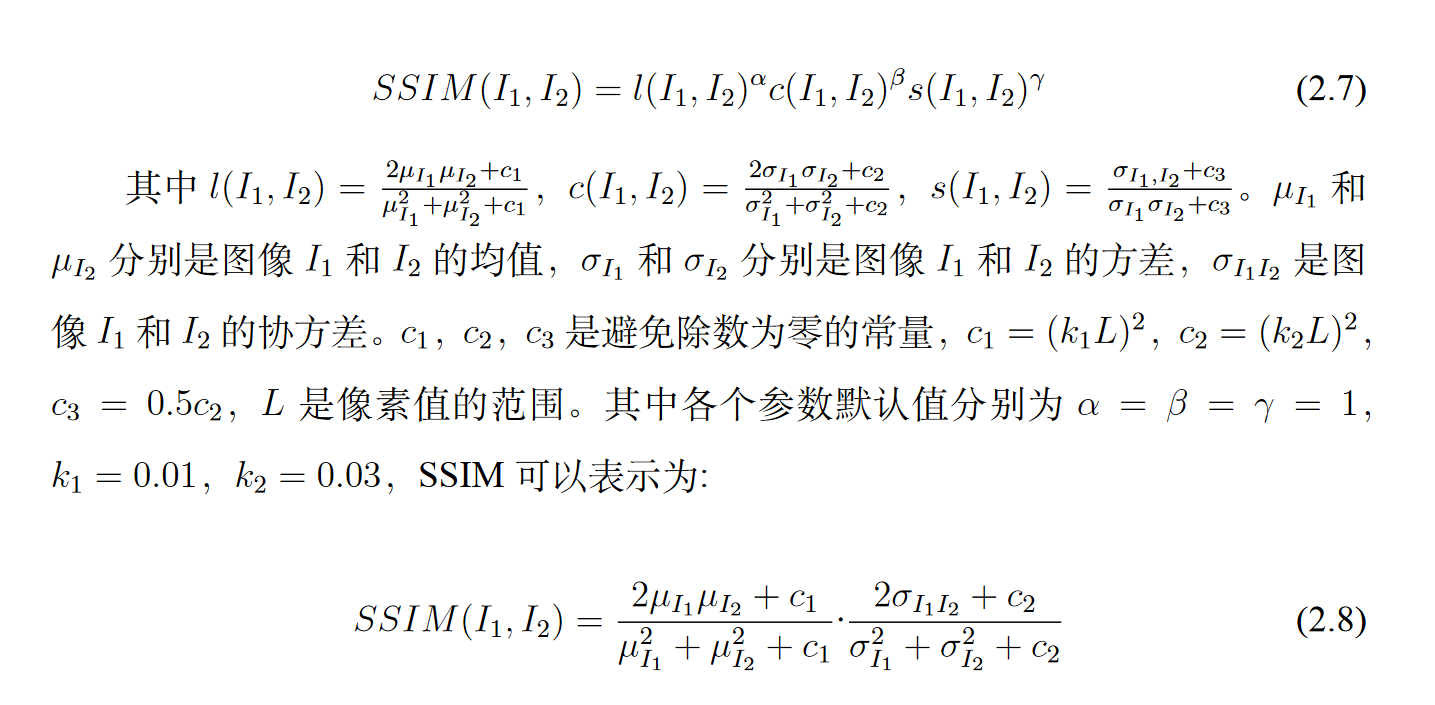 $SSIM(I_1, I_2) = l(I_1, I_2)^{\alpha} c(I_1, I_2)^{\beta} s(I_1, I_2)^{\gamma}$ (2.7)
其中 $l(I_1, I_2) = \frac{2\mu_{I_1}\mu_{I_2}+c_1}{\mu_{I_1}^2+\mu_{I_2}^2+c_1}$，$c(I_1, I_2) = \frac{2\sigma_{I_1}\sigma_{I_2}+c_2}{\sigma_{I_1}^2+\sigma_{I_2}^2+c_2}$，$s(I_1, I_2) = \frac{\sigma_{I_1,I_2}+c_3}{\sigma_{I_1}\sigma_{I_2}+c_3}$。$\mu_{I_1}$ 和
$\mu_{I_2}$ 分别是图像 $I_1$ 和 $I_2$ 的均值，$\sigma_{I_1}$ 和 $\sigma_{I_2}$ 分别是图像 $I_1$ 和 $I_2$ 的方差，$\sigma_{I_1 I_2}$ 是图
像 $I_1$ 和 $I_2$ 的协方差。$c_1$，$c_2$，$c_3$ 是避免除数为零的常量，$c_1 = (k_1 L)^2$，$c_2 = (k_2 L)^2$，
$c_3 = 0.5c_2$，$L$ 是像素值的范围。其中各个参数默认值分别为 $\alpha = \beta = \gamma = 1$，
$k_1 = 0.01$，$k_2 = 0.03$，SSIM 可以表示为:
$SSIM(I_1, I_2) = \frac{2\mu_{I_1}\mu_{I_2} + c_1}{\mu_{I_1}^2 + \mu_{I_2}^2 + c_1} \cdot \frac{2\sigma_{I_1 I_2} + c_2}{\sigma_{I_1}^2 + \sigma_{I_2}^2 + c_2}$ (2.8)